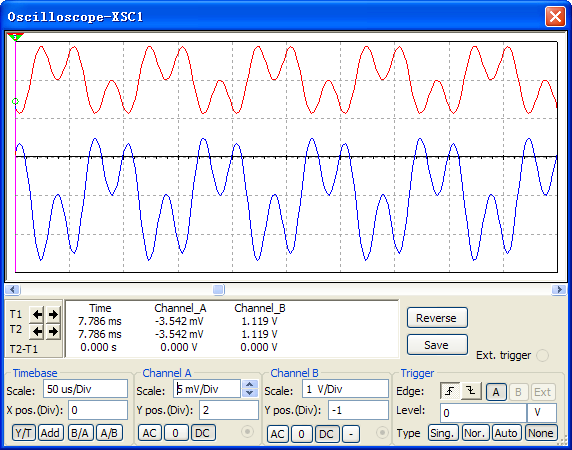 Oscilloscope-XSC1
T1
T2
T2-T1
Time Channel_A Channel_B
7.786 ms -3.542 mV 1.119 V
7.786 ms -3.542 mV 1.119 V
0.000 s 0.000 V 0.000 V
Reverse
Save
Ext. trigger
Timebase
Scale: 50 us/Div
X pos.(Div): 0
Y/T Add B/A A/B
Channel A
Scale: 5 mV/Div
Y pos.(Div): 2
AC 0 DC
Channel B
Scale: 1 V/Div
Y pos.(Div): -1
AC 0 DC -
Trigger
Edge: A B Ext
Level: 0 V
Type Sing. Nor. Auto None